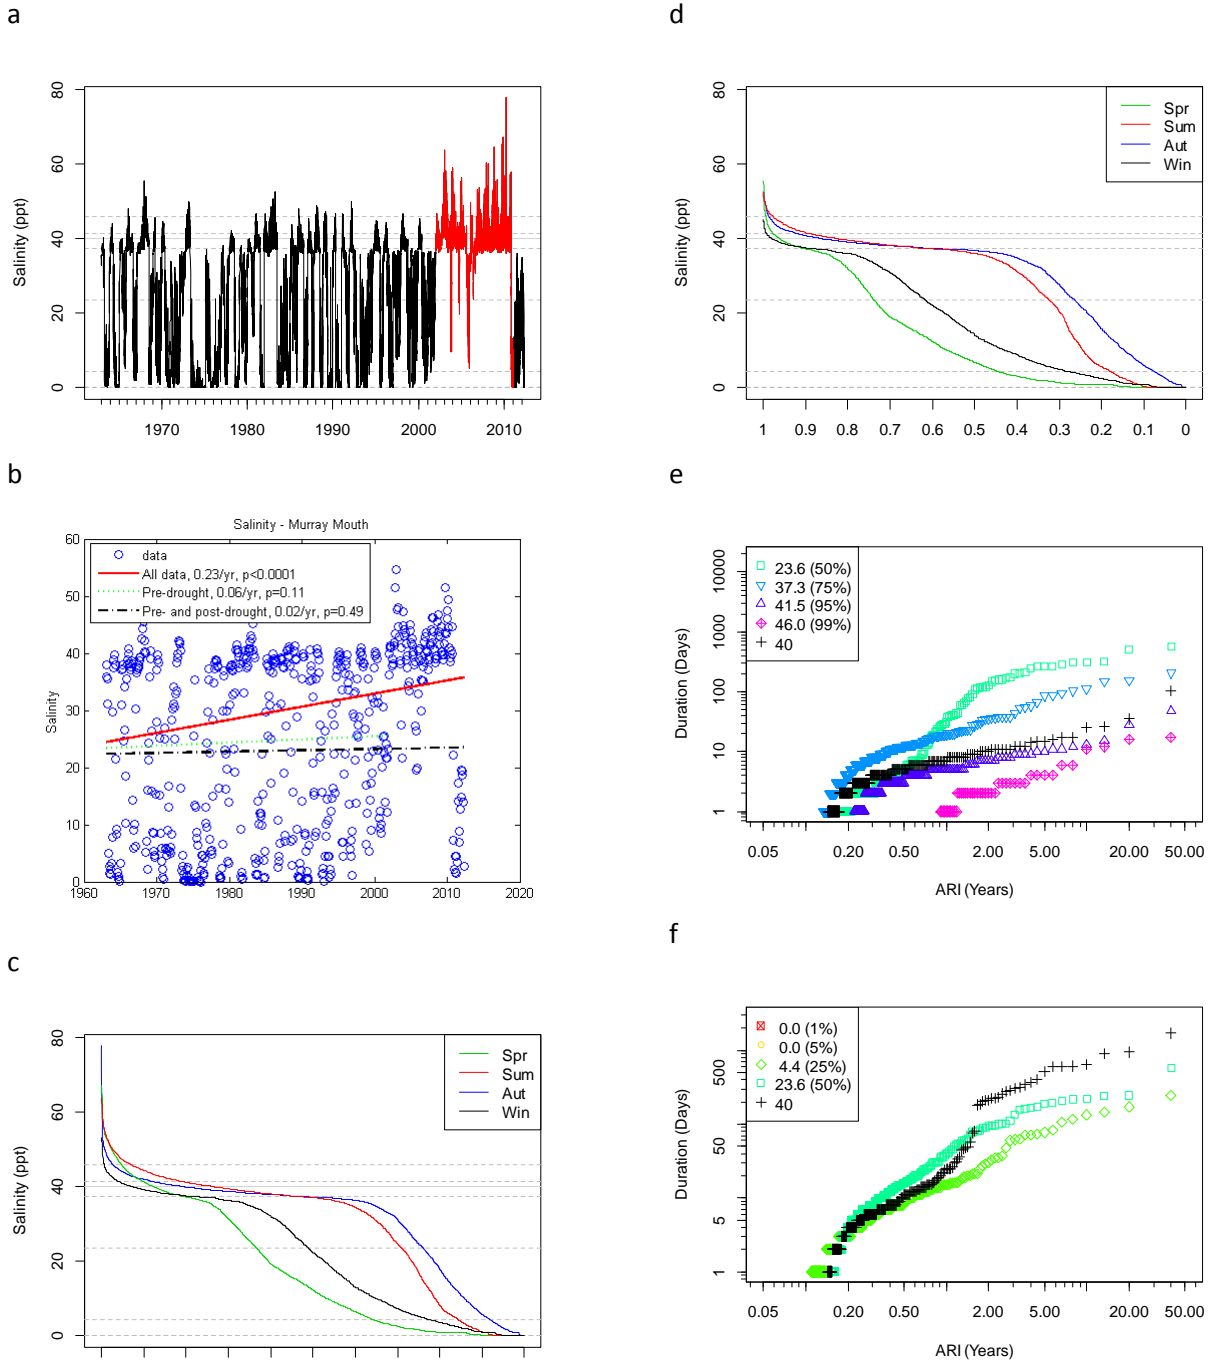 a
80
60
40
20
0
Salinity (ppt)
1970 1980 1990 2000 2010
b
Salinity - Murray Mouth
data
All data, 0.23/yr, p<0.0001
Pre-drought, 0.06/yr, p=0.11
Pre- and post-drought, 0.02/yr, p=0.49
60
50
40
30
20
10
0
Salinity
1960 1970 1980 1990 2000 2010 2020
c
Spr
Sum
Aut
Win
80
60
40
20
0
Salinity (ppt)
d
Spr
Sum
Aut
Win
80
60
40
20
0
Salinity (ppt)
1 0.9 0.8 0.7 0.6 0.5 0.4 0.3 0.2 0.1 0
e
23.6 (50%)
37.3 (75%)
41.5 (95%)
46.0 (99%)
40
10000
1000
100
10
1
Duration (Days)
0.05 0.20 0.50 2.00 5.00 20.00 50.00
ARI (Years)
f
0.0 (1%)
0.0 (5%)
4.4 (25%)
23.6 (50%)
40
500
50
5
1
Duration (Days)
0.05 0.20 0.50 2.00 5.00 20.00 50.00
ARI (Years)